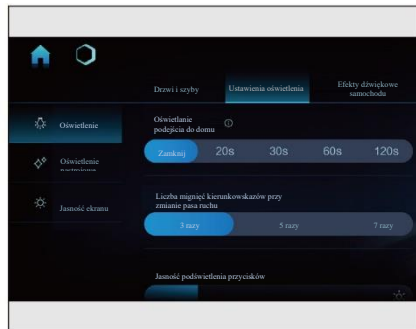 Drzwi i szyby
Ustawienia oświetlenia
Efekty dźwiękowe
samochodu
Oświetlenie
Oświetlenie
Jasność ekranu
Oświetlanie
podejścia do domu
Zamknij 20s 30s 60s 120s
Liczba mignięć kierunkowskazów przy
zmianie pasa ruchu
3 razy 5 razy 7 razy
Jasność podświetlenia przycisków